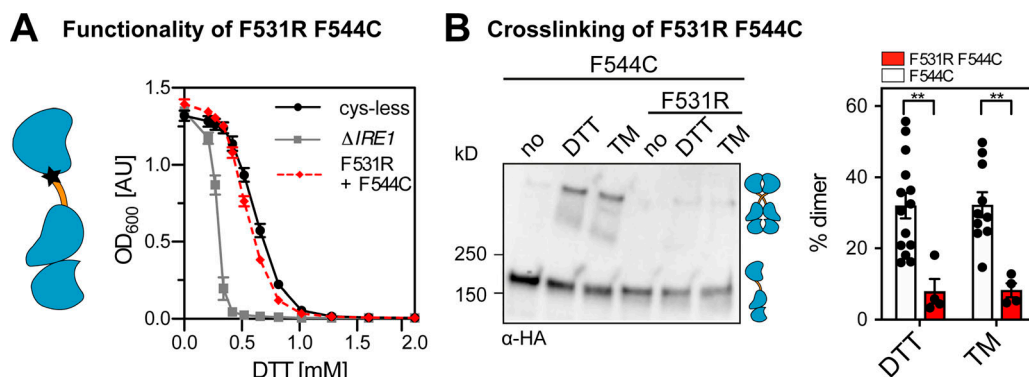 A Functionality of F531R F544C
1.5
1.0
0.5
0.0
OD600 [AU]
cys-less
ΔIRE1
F531R
+ F544C
0.0 0.5 1.0 1.5 2.0
DTT [mM]
B Crosslinking of F531R F544C
F544C
F531R
no DTT TM no DTT TM
kD
250
150
α-HA
F531R F544C
F544C
** **
60
40
20
0
% dimer
DTT TM